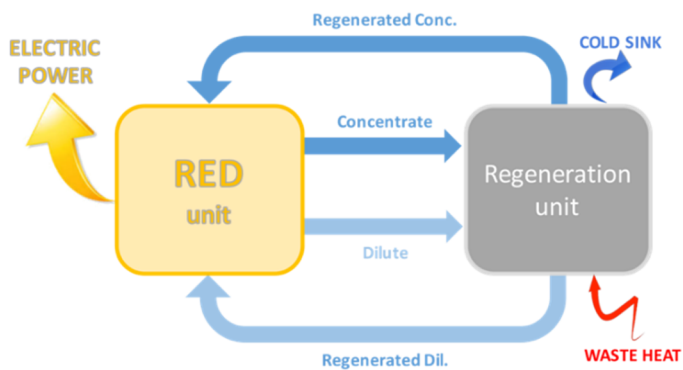 Regenerated Conc.
ELECTRIC
POWER
COLD SINK
Concentrate
RED
unit
Regeneration
unit
Dilute
Regenerated Dil.
WASTE HEAT